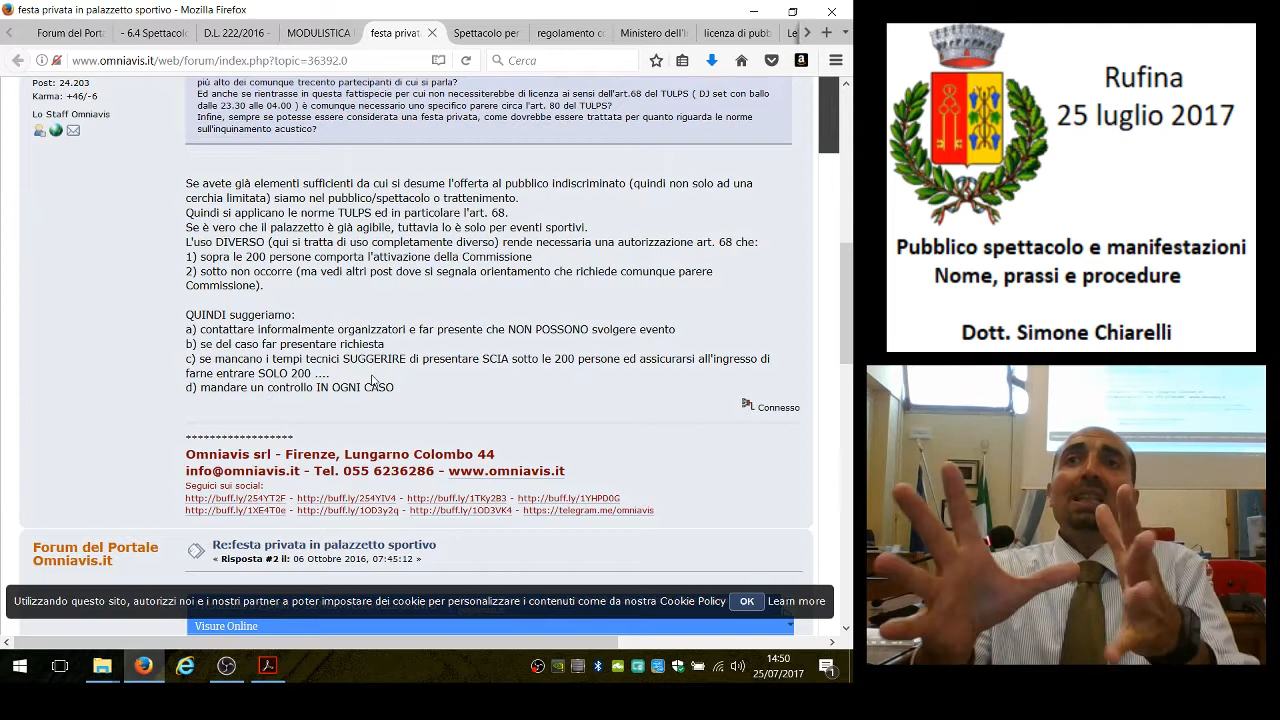 festa privata in palazzetto sportivo - Mozilla Firefox
Forum del Porta
- 6.4 Spettacolo
D.L. 222/2016 -
MODULISTICA
festa privat
Spettacolo per
regolamento co
Ministero dell'i
licenza di pubb
Le
www.omniavis.it/web/forum/index.php?topic=36392.0
Cerca
Post: 24.203
Karma: +46/-6
Lo Staff Omniavis
più alto dei comunque trecento partecipanti di cui si parla?
Ed anche se rientrasse in questa fattispecie per cui non necessiterebbe di licenza ai sensi dell'art.68 del TULPS ( DJ set con ballo
dalle 23.30 alle 04.00 ) è comunque necessario uno specifico parere circa l'art. 80 del TULPS?
Infine, se non potesse essere considerata una festa privata, come dovrebbe essere trattata per quanto riguarda le norme
sull'inquinamento acustico?
Se avete già elementi sufficienti da cui si desume l'offerta al pubblico indiscriminato (quindi non solo ad una
cerchia limitata) siamo nel pubblico/spettacolo o trattenimento.
Quindi si applicano le norme TULPS ed in particolare l'art. 68.
Se è vero che il palazzetto è già agibile, tuttavia lo è solo per eventi sportivi.
L'uso DIVERSO (qui si tratta di uso completamente diverso) rende necessaria una autorizzazione art. 68 che:
1) sopra le 200 persone comporta l'attivazione della Commissione
2) sotto non occorre (ma vedi altri post dove si segnala orientamento che richiede comunque parere
Commissione).
QUINDI suggeriamo:
a) contattare informalmente organizzatori e far presente che NON POSSONO svolgere evento
b) se del caso far presentare richieste
c) se mancano i tempi tecnici SUGGERIRE di presentare SCIA sotto le 200 persone ed assicurarsi all'ingresso di
farne entrare SOLO 200 ....
d) mandare un controllo IN OGNI CASO
Connesso
******************
Omniavis srl - Firenze, Lungarno Colombo 44
info@omniavis.it - Tel. 055 6236286 - www.omniavis.it
Seguici sui social:
http://buff.ly/254YT2F - http://buff.ly/254YIV4 - http://buff.ly/1TKy2B3 - http://buff.ly/1YHPD0G
http://buff.ly/1XE4T0e - http://buff.ly/1OD3y2q - http://buff.ly/1OD3VK4 - https://telegram.me/omniavis
Forum del Portale
Omniavis.it
Re:festa privata in palazzetto sportivo
« Risposta #2 il: 06 Ottobre 2016, 07:45:12 »
Utilizzando questo sito, autorizzi noi e i nostri partner a poter impostare dei cookie per personalizzare i contenuti come da nostra Cookie Policy
OK
Learn more
Visure Online
14:50
25/07/2017
1
Rufina
25 luglio 2017
Pubblico spettacolo e manifestazioni
Nome, prassi e procedure
Dott. Simone Chiarelli